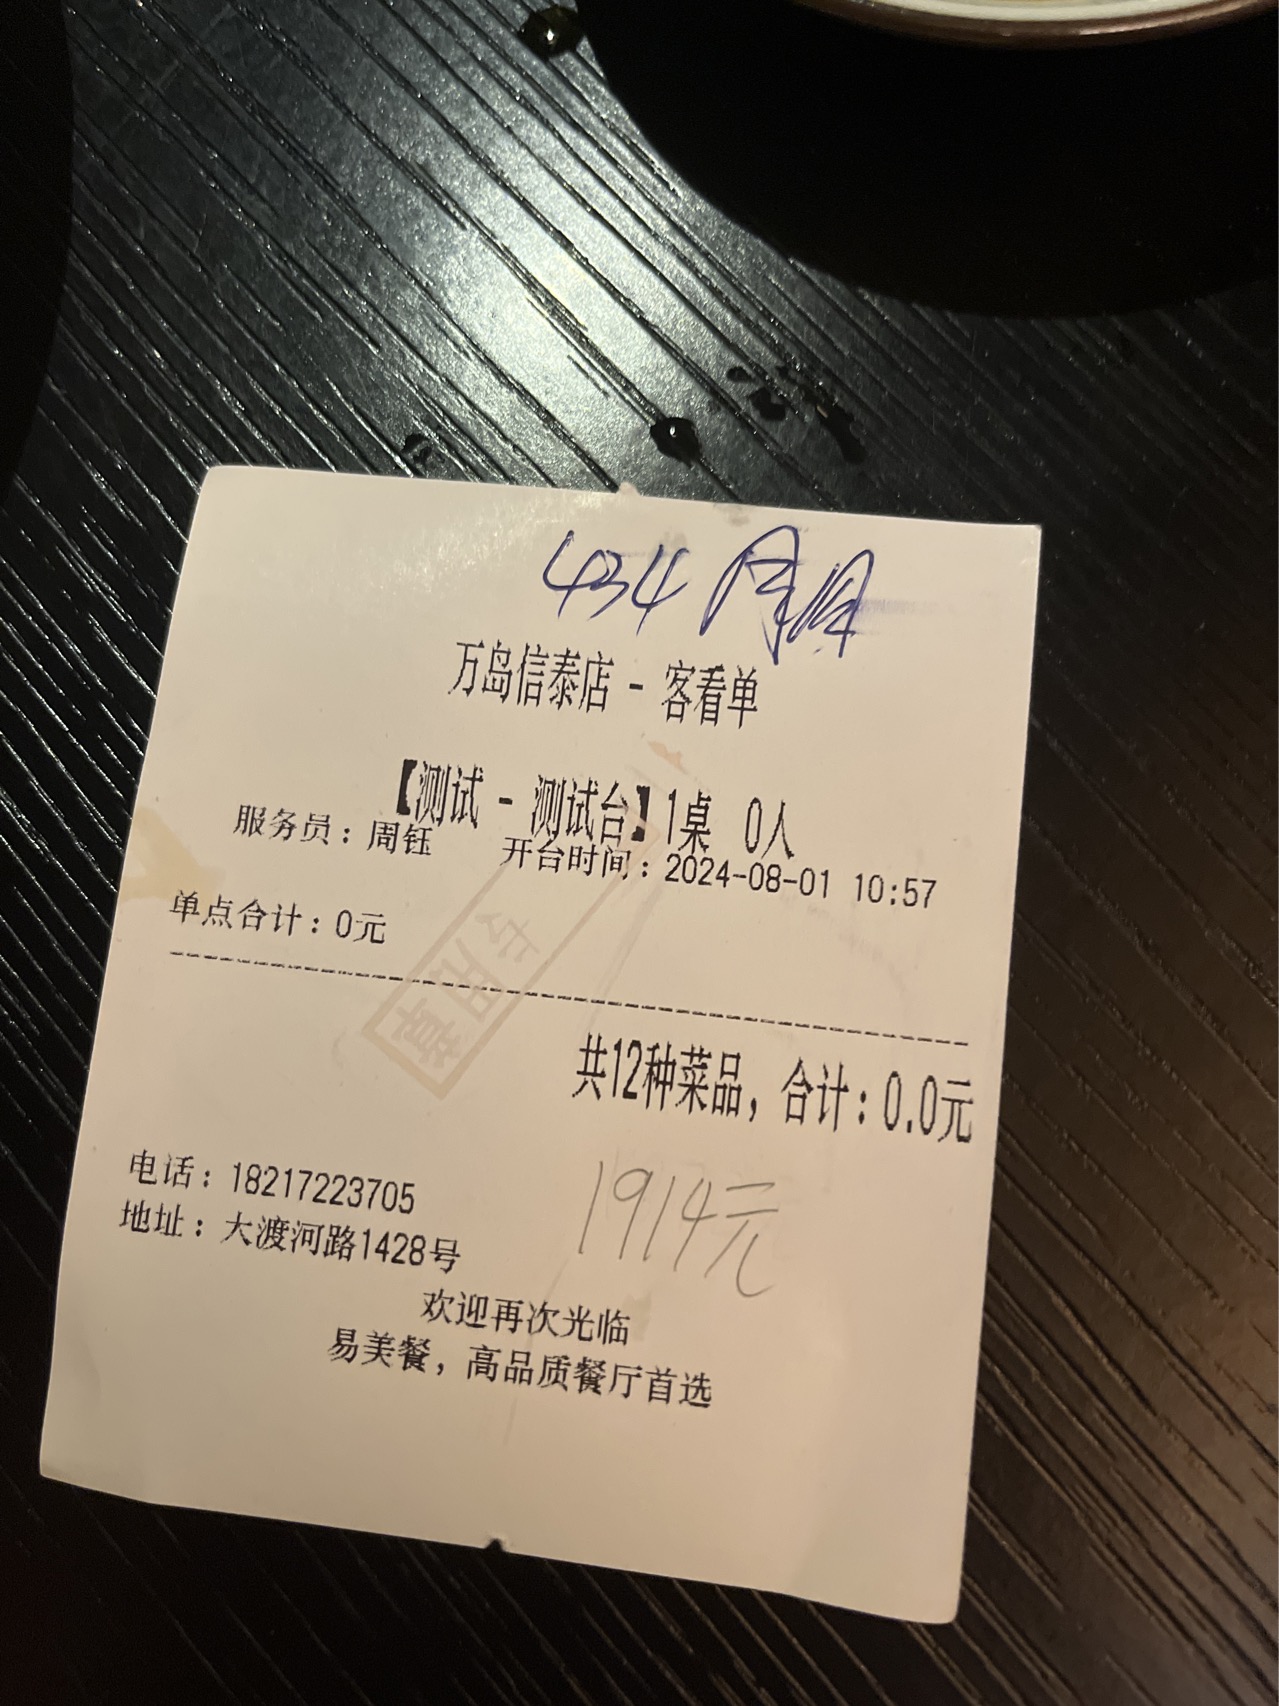 434
万岛信泰店 - 客看单
【测试 - 测试台】1桌 0人
服务员：周钰 开台时间：2024-08-01 10:57
单点合计：0元
共12种菜品，合计：0.0元
1914元
电话：18217223705
地址：大渡河路1428号
欢迎再次光临
易美餐，高品质餐厅首选